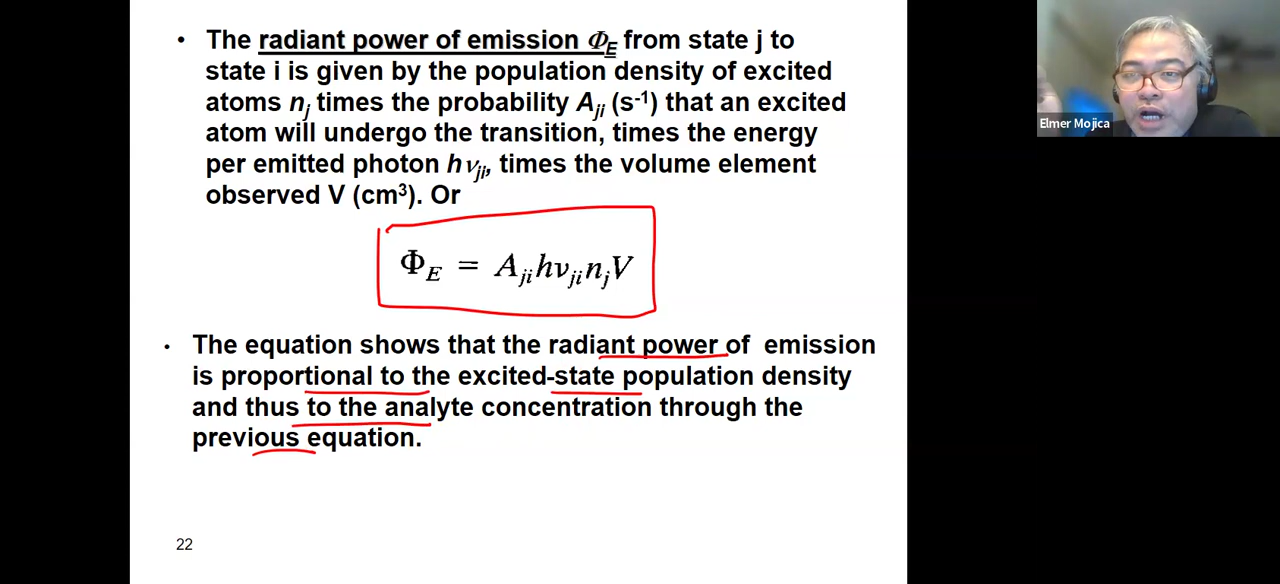 • The radiant power of emission Φ_E from state j to
state i is given by the population density of excited
atoms n_j times the probability A_ji (s⁻¹) that an excited
atom will undergo the transition, times the energy
per emitted photon h ν_ji, times the volume element
observed V (cm³). Or
Φ_E = A_ji hν_ji n_j V
• The equation shows that the radiant power of emission
is proportional to the excited-state population density
and thus to the analyte concentration through the
previous equation.
22
Elmer Mojica